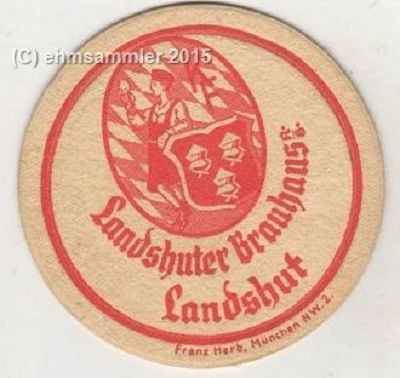 (C) ehmsammler 2015
Landshuter Brauhaus A:G:
Landshut
Franz Herb, München NW.2.